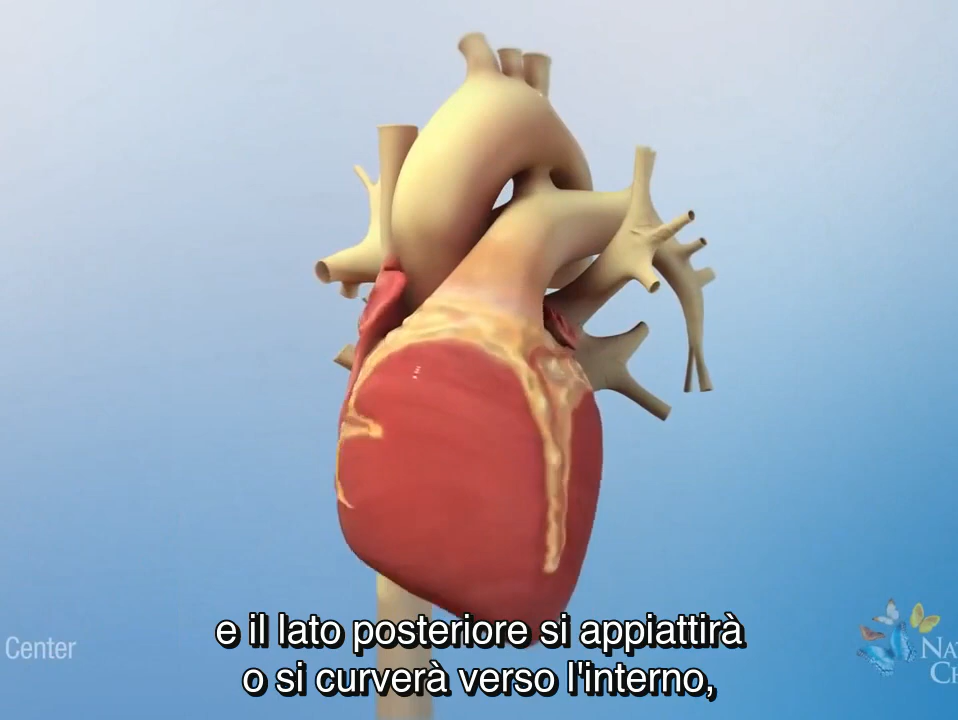 Center
e il lato posteriore si appiattirà
o si curverà verso l'interno,